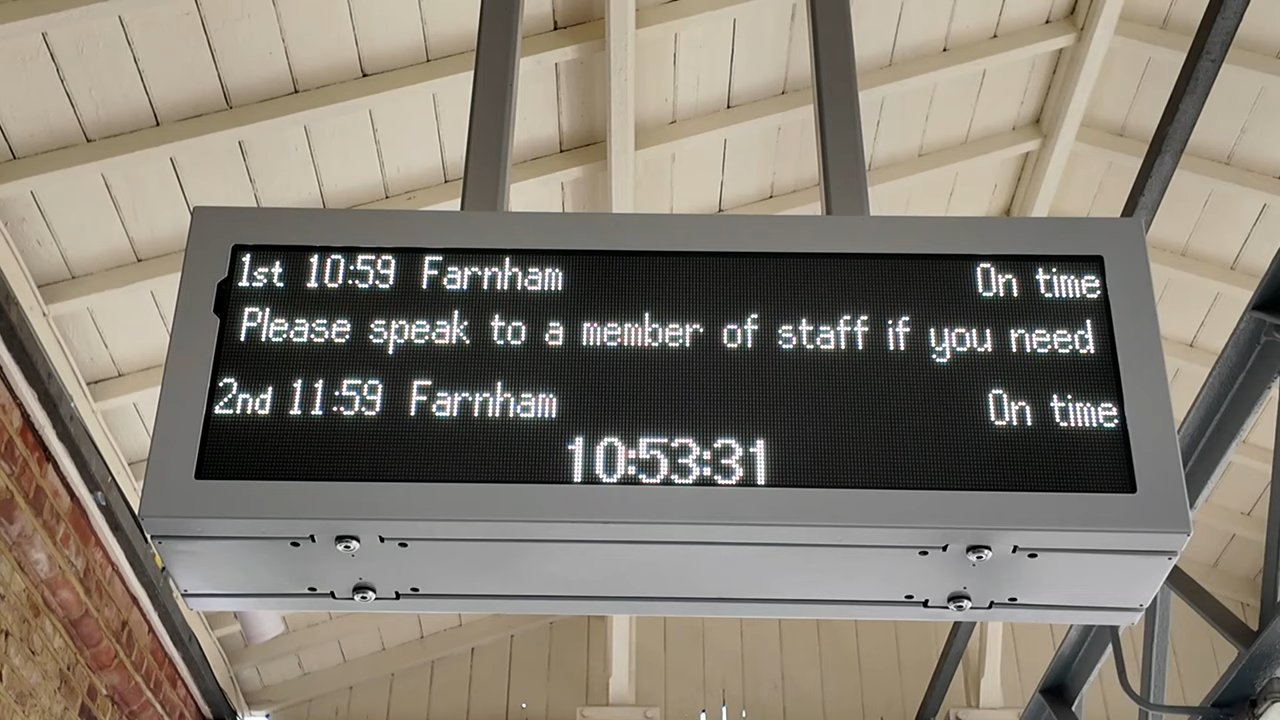 1st 10:59 Farnham On time
Please speak to a member of staff if you need
2nd 11:59 Farnham On time
10:53:31